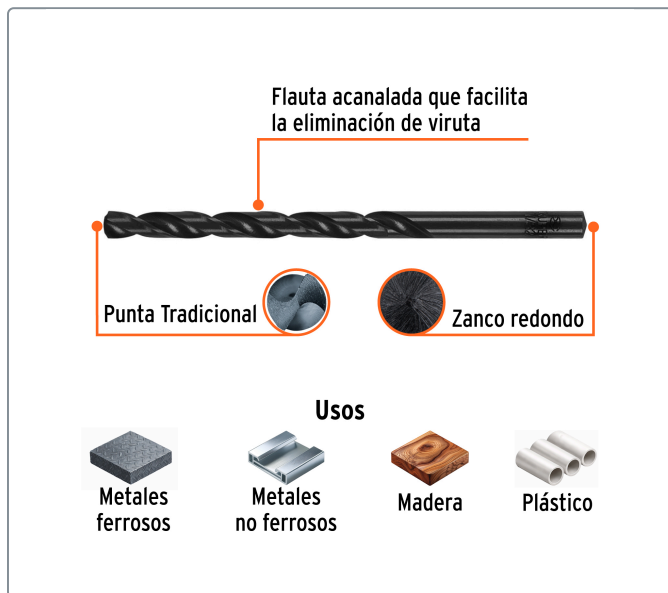 Flauta acanalada que facilita
la eliminación de viruta
Punta Tradicional
Zanco redondo
Usos
Metales
ferrosos
Metales
no ferrosos
Madera
Plástico